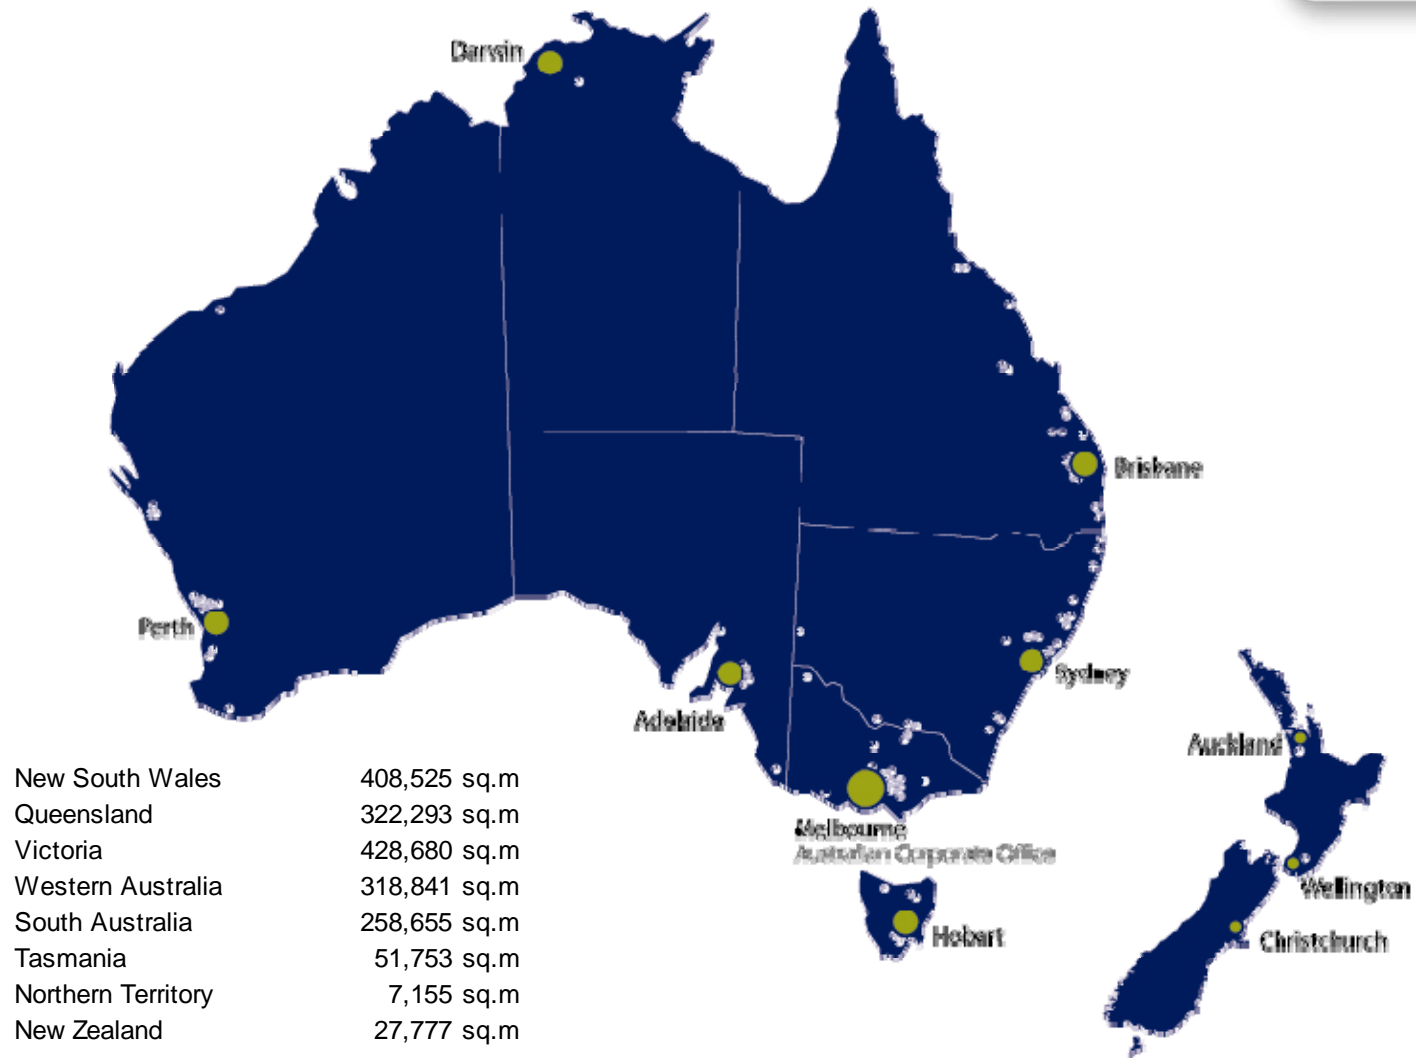 Darwin
Brisbane
Perth
Sydney
Adelaide
Auckland
New South Wales 408,525 sq.m
Queensland 322,293 sq.m
Melbourne
Victoria 428,680 sq.m
Australian Corporate Office
Western Australia 318,841 sq.m
Wellington
South Australia 258,655 sq.m
Hobart
Christchurch
Tasmania 51,753 sq.m
Northern Territory 7,155 sq.m
New Zealand 27,777 sq.m